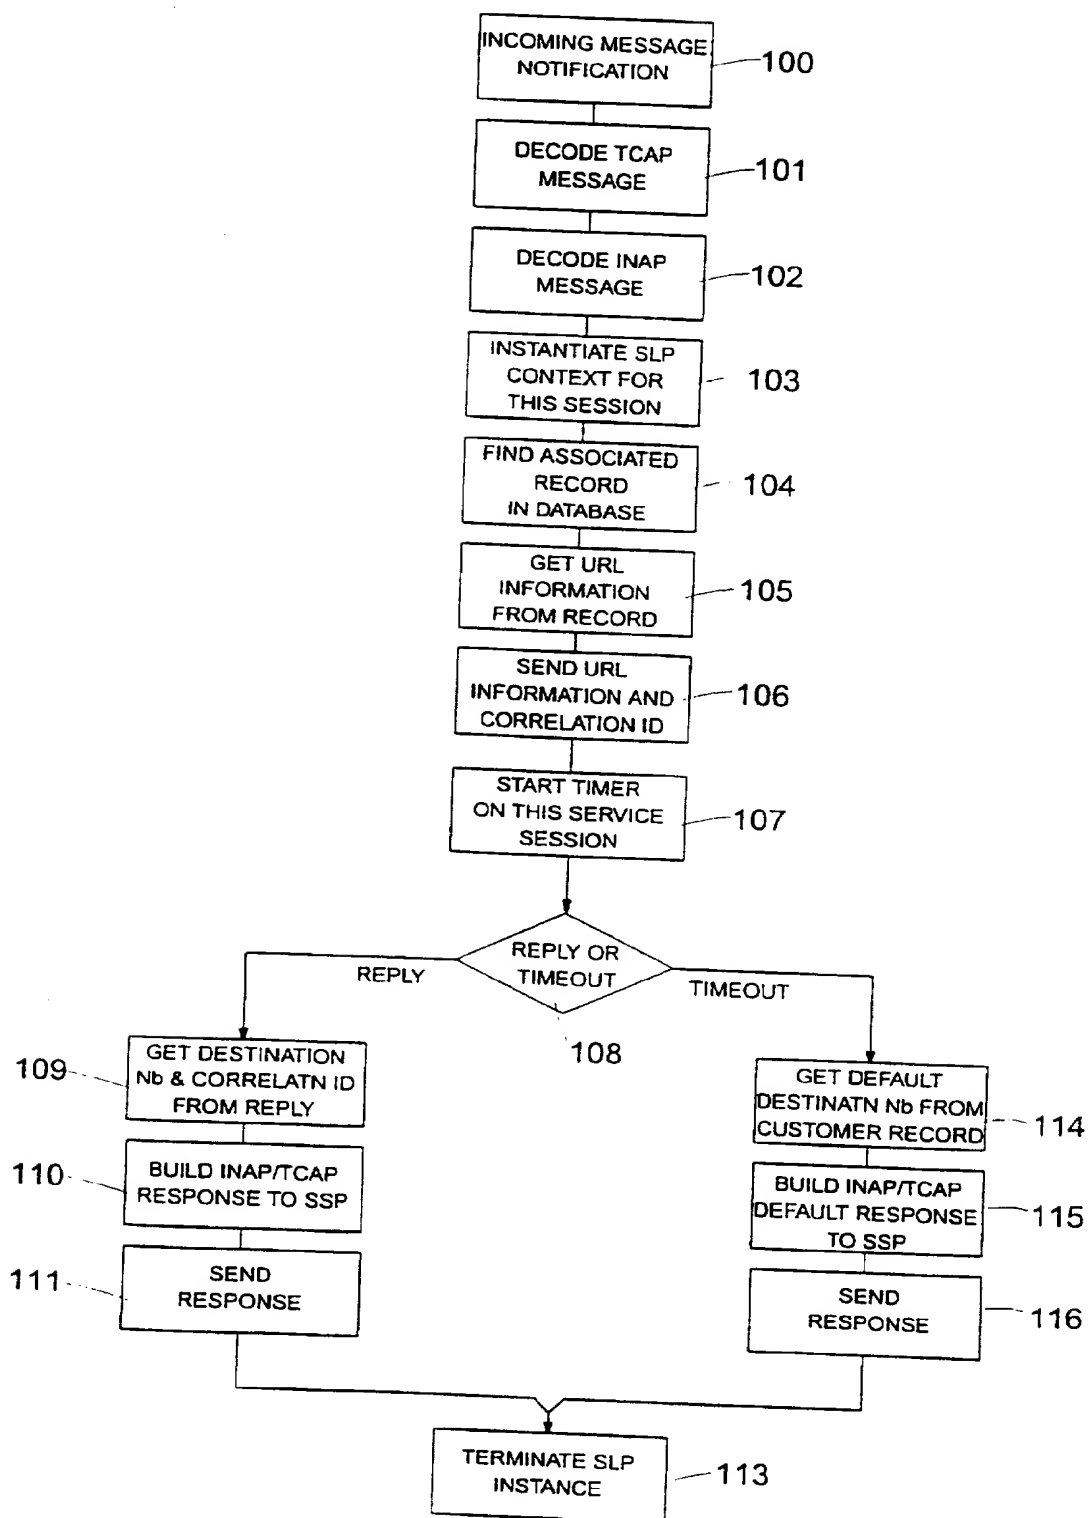 INCOMING MESSAGE
NOTIFICATION
100
DECODE TCAP
MESSAGE
101
DECODE INAP
MESSAGE
102
INSTANTIATE SLP
CONTEXT FOR
THIS SESSION
103
FIND ASSOCIATED
RECORD
IN DATABASE
104
GET URL
INFORMATION
FROM RECORD
105
SEND URL
INFORMATION AND
CORRELATION ID
106
START TIMER
ON THIS SERVICE
SESSION
107
REPLY OR
TIMEOUT
108
REPLY
TIMEOUT
109
GET DESTINATION
Nb & CORRELATN ID
FROM REPLY
110
BUILD INAP/TCAP
RESPONSE TO SSP
111
SEND
RESPONSE
GET DEFAULT
DESTINATN Nb FROM
CUSTOMER RECORD
114
BUILD INAP/TCAP
DEFAULT RESPONSE
TO SSP
115
SEND
RESPONSE
116
TERMINATE SLP
INSTANCE
113